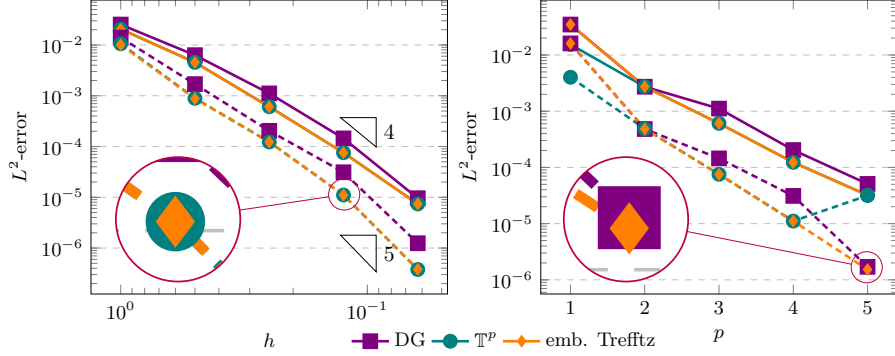 10^{-2}
10^{-3}
10^{-4}
10^{-5}
10^{-6}
L^2-error
4
5
10^0
10^{-1}
h
10^{-2}
10^{-3}
10^{-4}
10^{-5}
10^{-6}
L^2-error
1 2 3 4 5
p
DG 𝕋^p emb. Trefftz